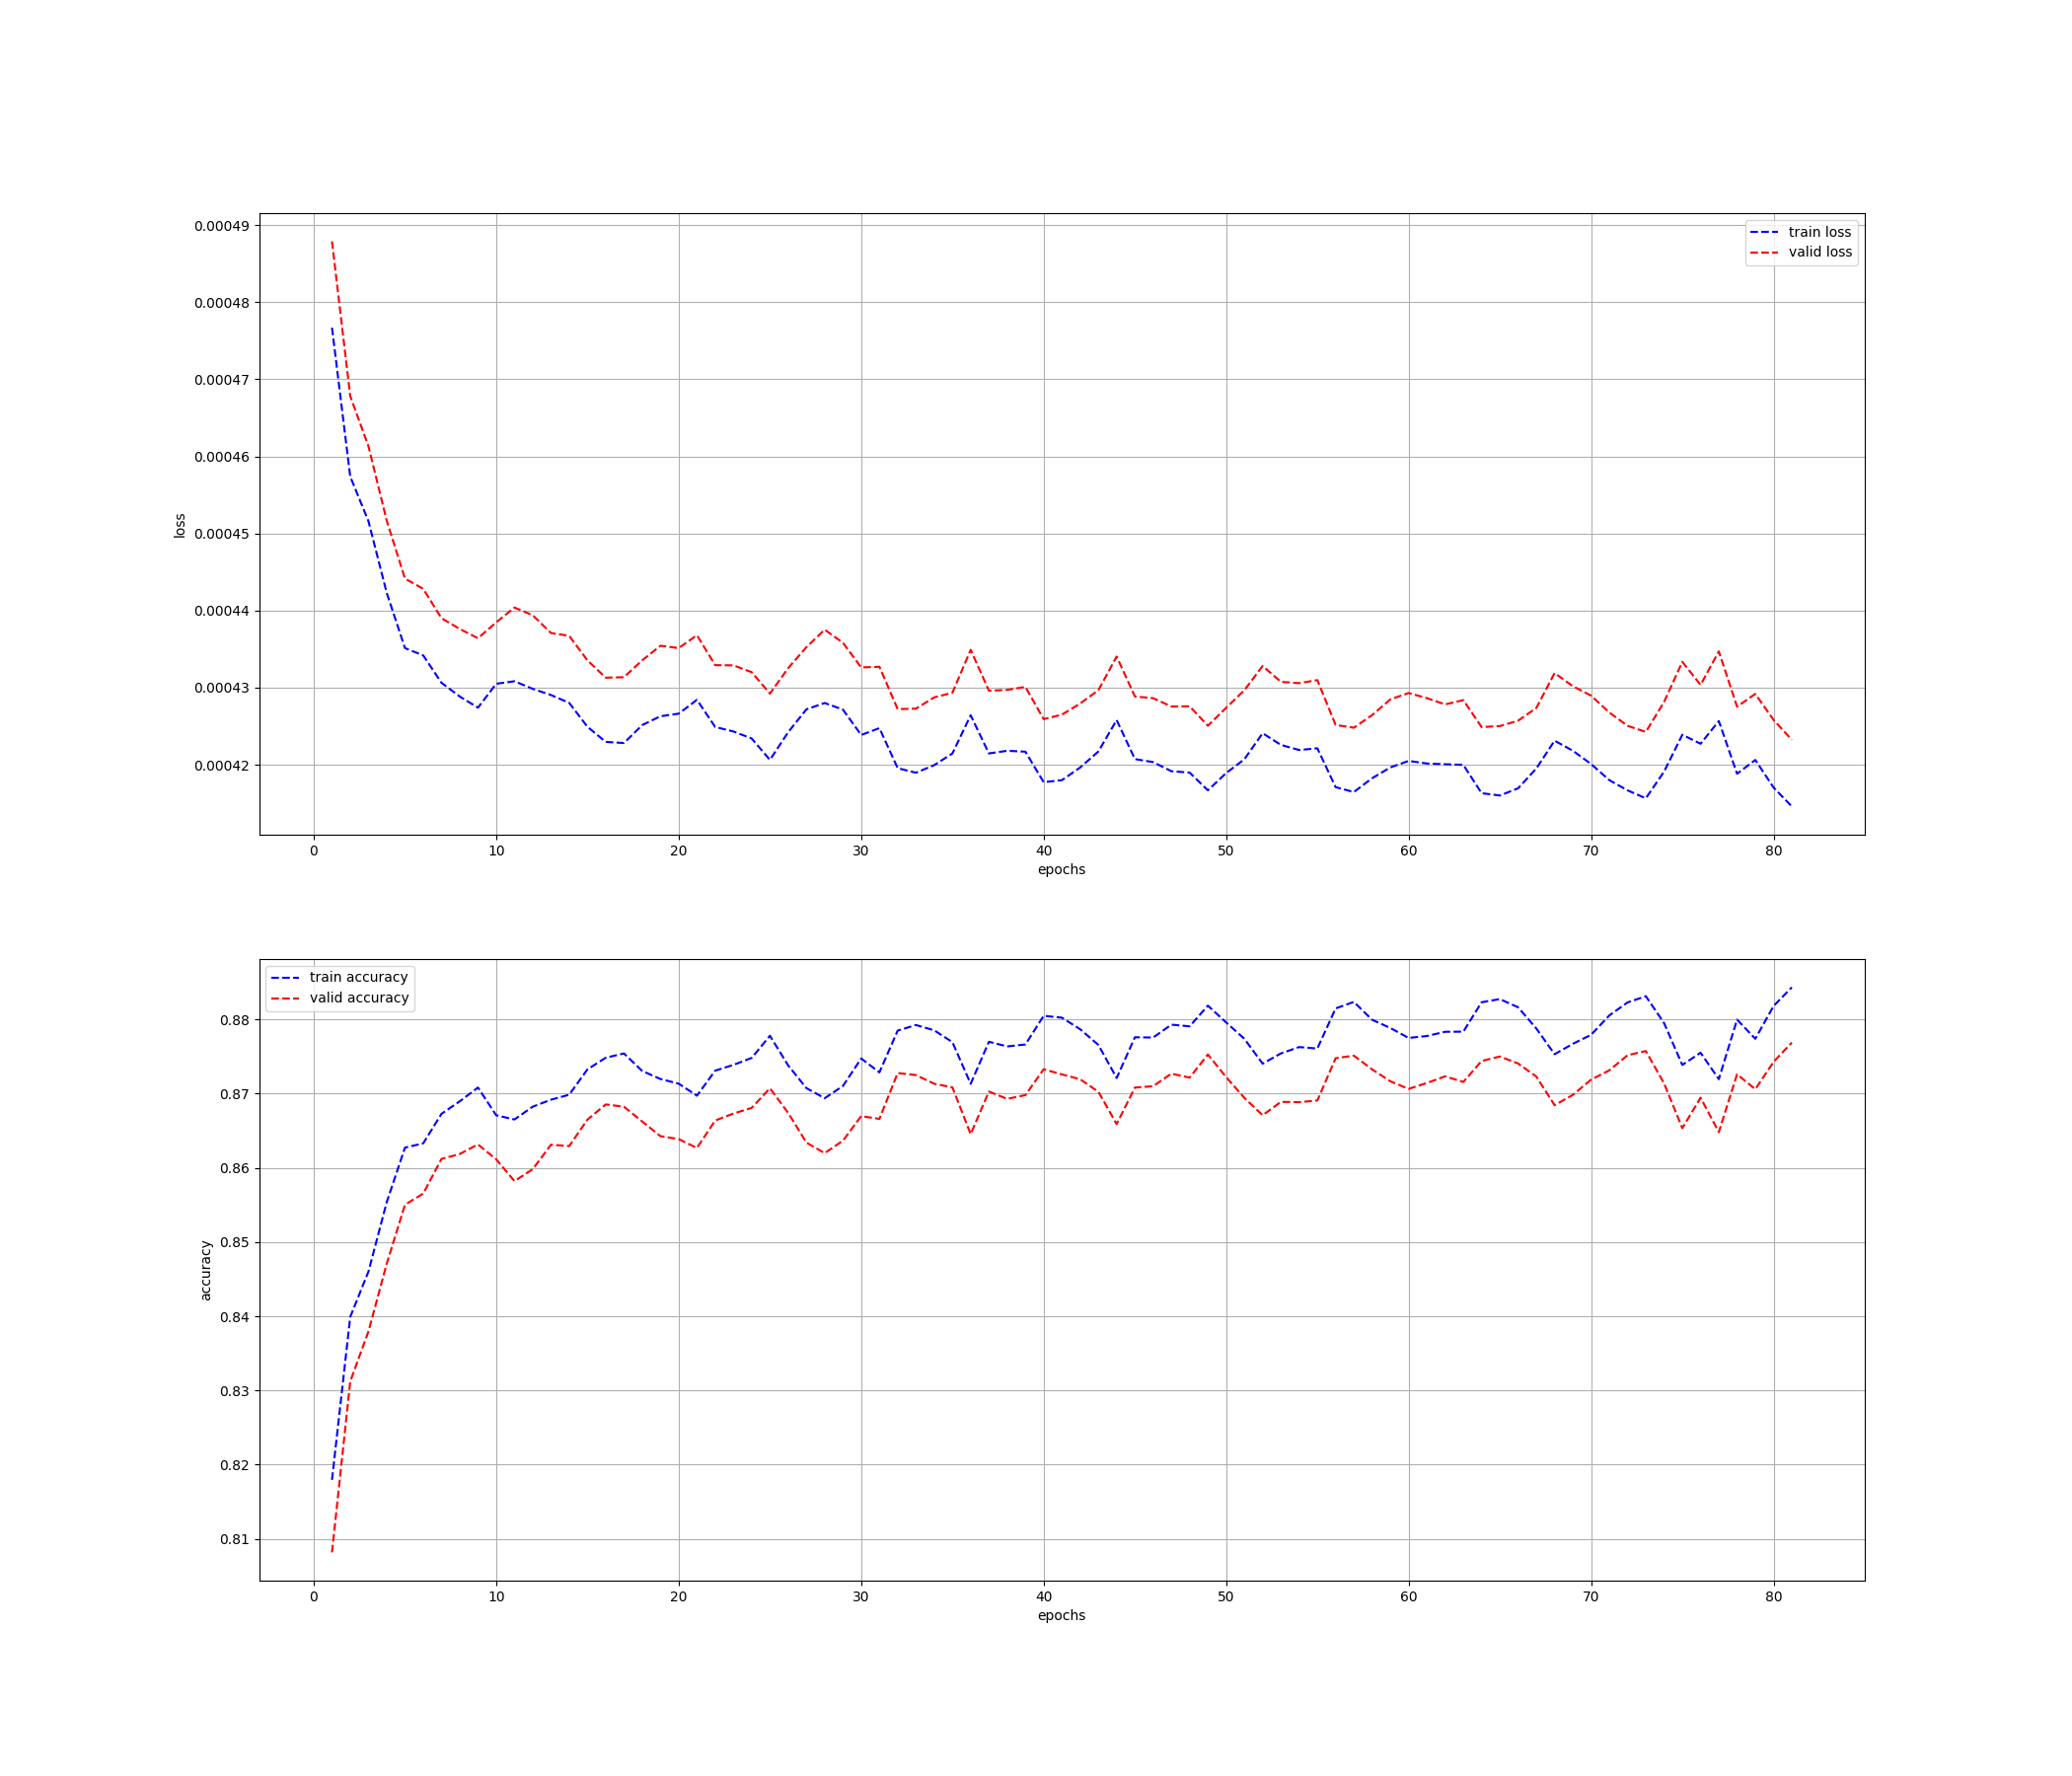 0.00049
0.00048
0.00047
0.00046
0.00045
0.00044
0.00043
0.00042
loss
train loss
valid loss
0 10 20 30 40 50 60 70 80
epochs
train accuracy
valid accuracy
0.88
0.87
0.86
0.85
0.84
0.83
0.82
0.81
accuracy
0 10 20 30 40 50 60 70 80
epochs